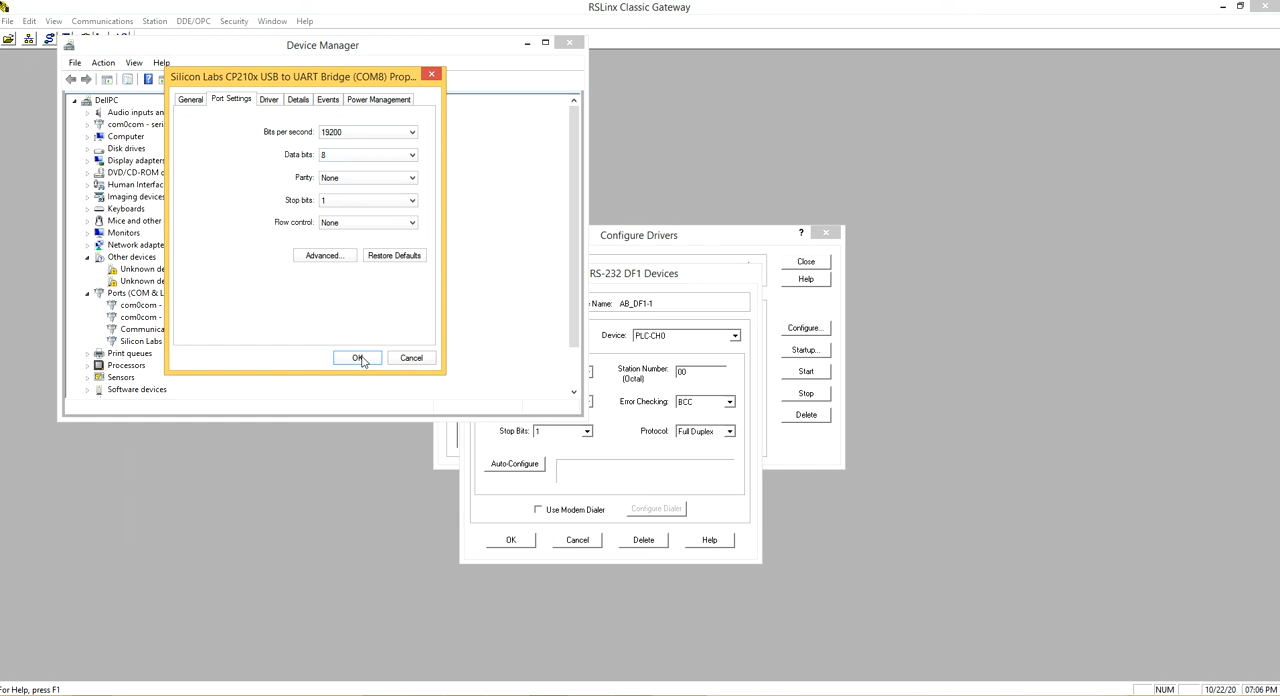 RSLinx Classic Gateway
File Edit View Communications Station DDE/OPC Security Window Help
Device Manager
File Action View Help
Silicon Labs CP210x USB to UART Bridge (COM8) Prop...
General Port Settings Driver Details Events Power Management
Bits per second: 19200
Data bits: 8
Parity: None
Stop bits: 1
Flow control: None
Advanced... Restore Defaults
OK Cancel
DellPC
Audio inputs an
com0com - seri
Computer
Disk drives
Display adapters
DVD/CD-ROM d
Human Interfac
Imaging devices
Keyboards
Mice and other
Monitors
Network adapte
Other devices
Unknown de
Unknown de
Ports (COM & L
com0com -
com0com -
Communica
Silicon Labs
Print queues
Processors
Sensors
Software devices
Configure Drivers ?
Close
Help
Configure...
Startup...
Start
Stop
Delete
RS-232 DF1 Devices
Name: AB_DF1-1
Device: PLC-CH0
Station Number: 00
(Octal)
Error Checking: BCC
Stop Bits: 1 Protocol: Full Duplex
Auto-Configure
Use Modem Dialer Configure Dialer
OK Cancel Delete Help
For Help, press F1
NUM 10/22/20 07:06 PM